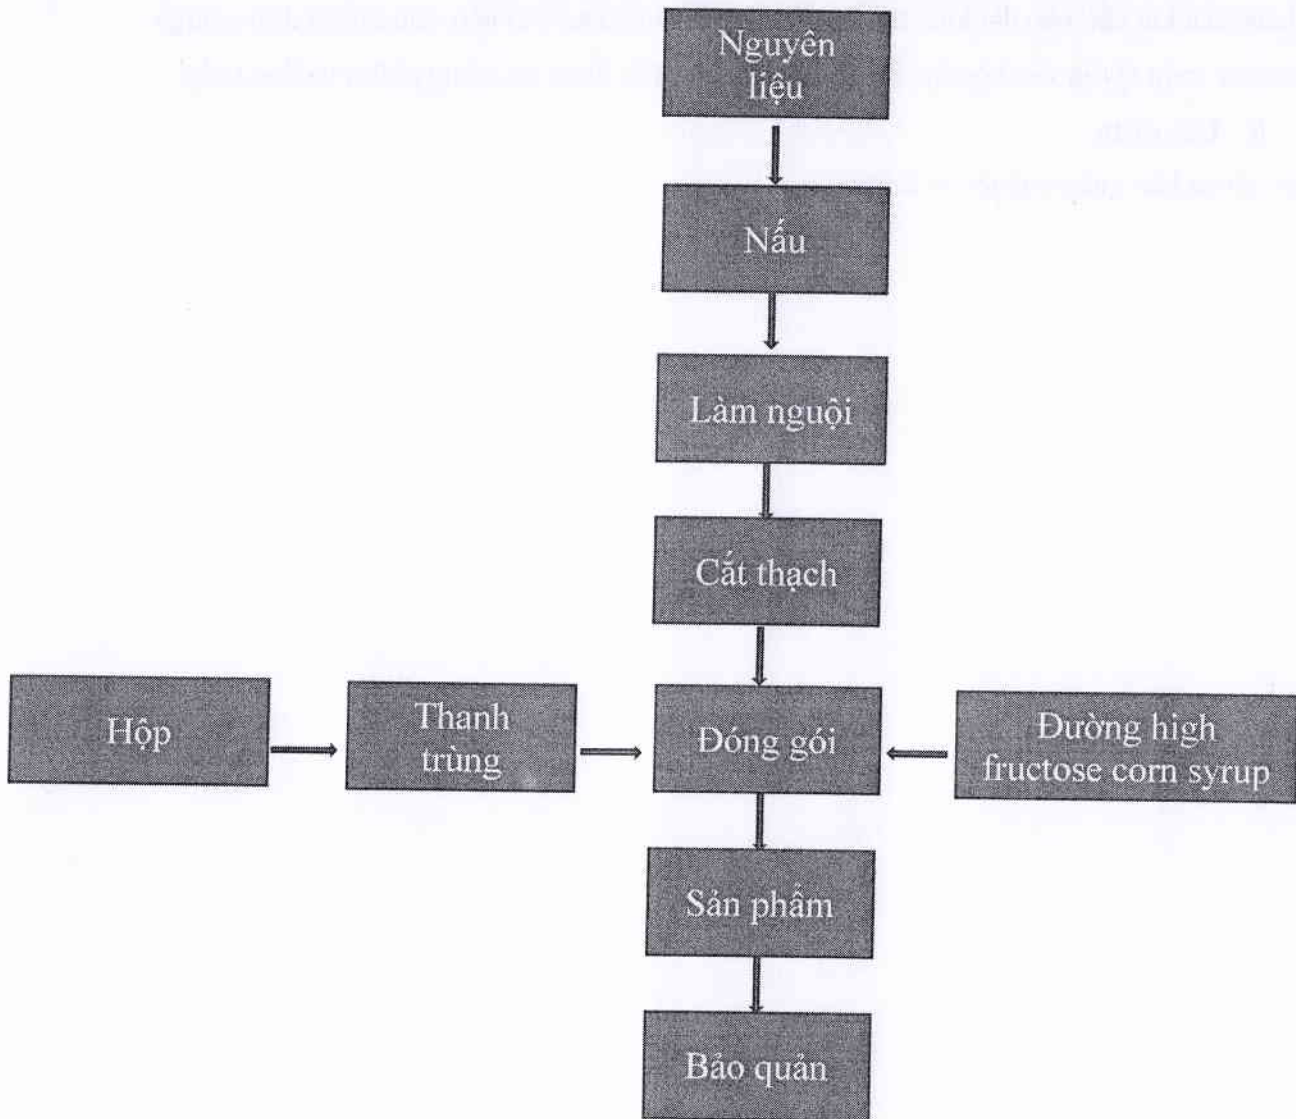 Nguyên
liệu
Nấu
Làm nguội
Cắt thạch
Hộp
Thanh
trùng
Đóng gói
Đường high
fructose corn syrup
Sản phẩm
Bảo quản